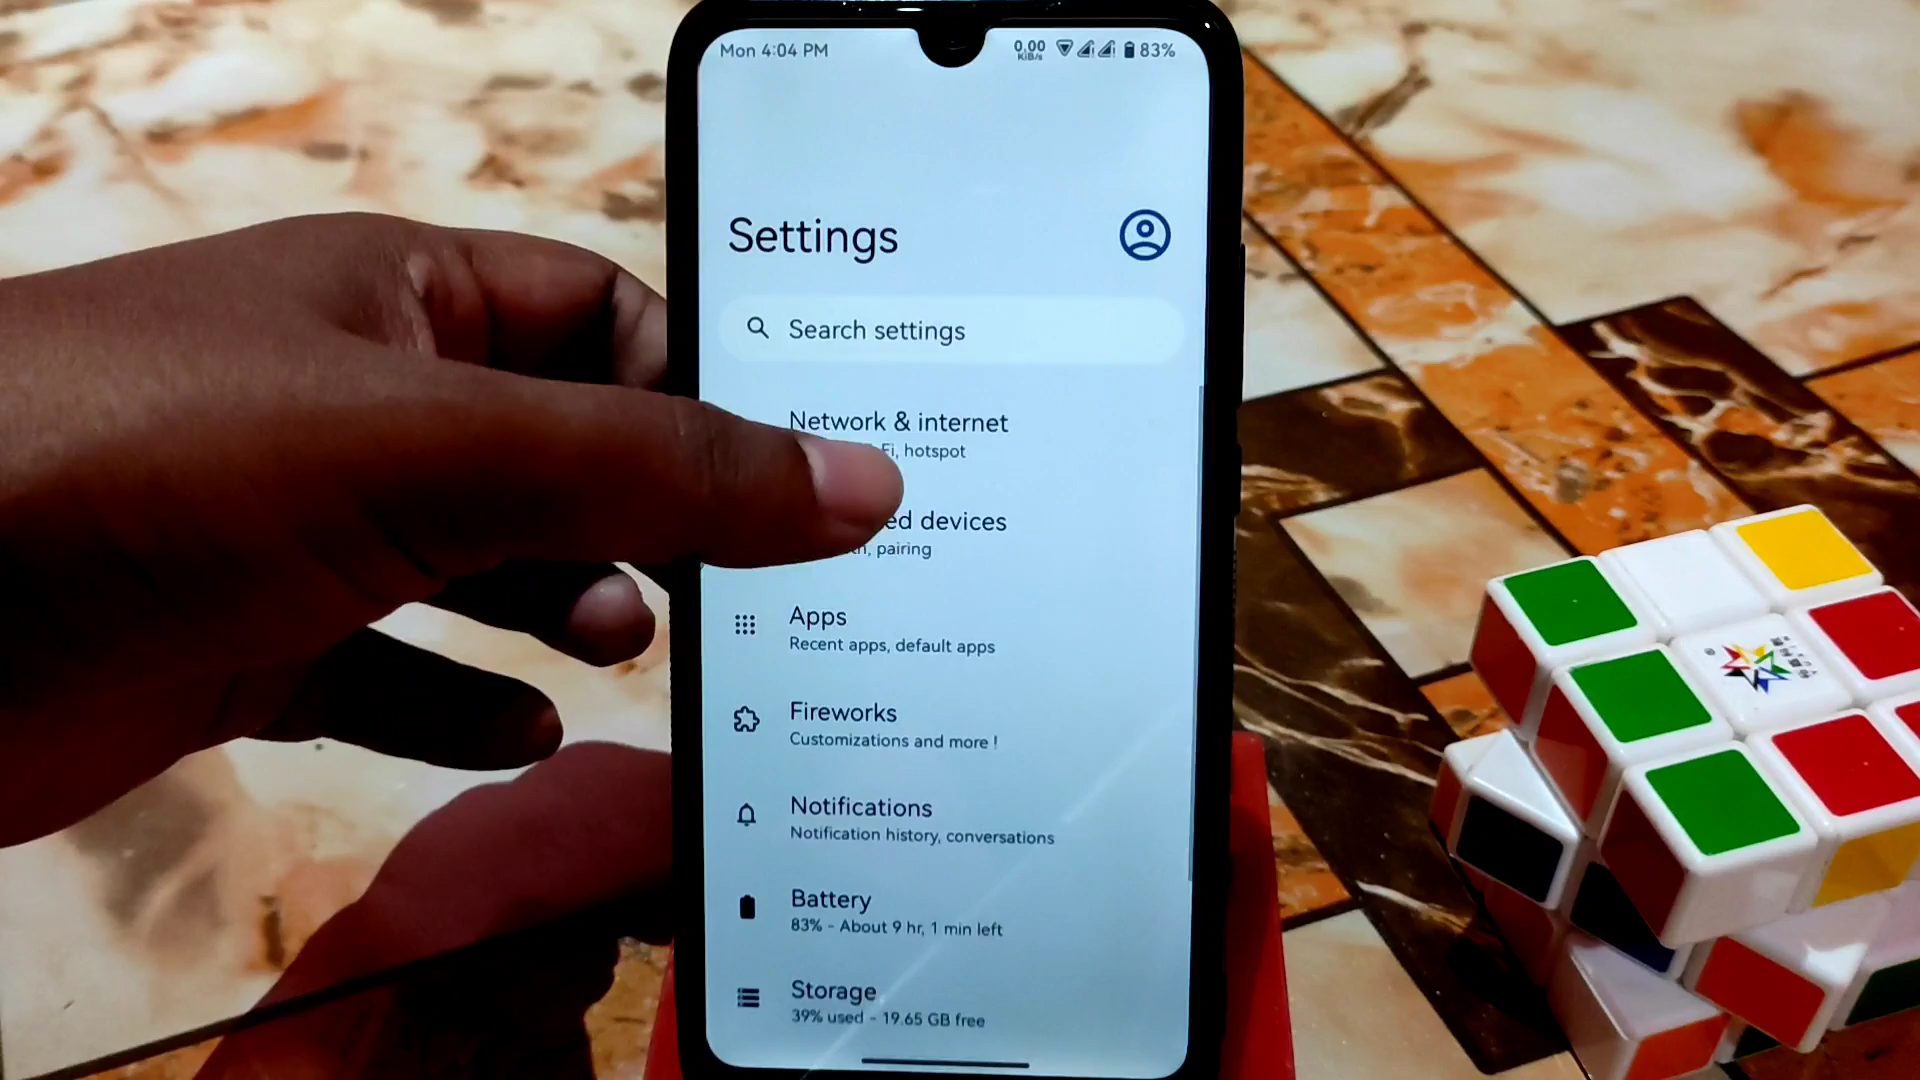 Mon 4:04 PM
0.00
KiB/s
83%
Settings
Search settings
Network & internet
Fi, hotspot
ed devices
, pairing
Apps
Recent apps, default apps
Fireworks
Customizations and more !
Notifications
Notification history, conversations
Battery
83% - About 9 hr, 1 min left
Storage
39% used - 19.65 GB free